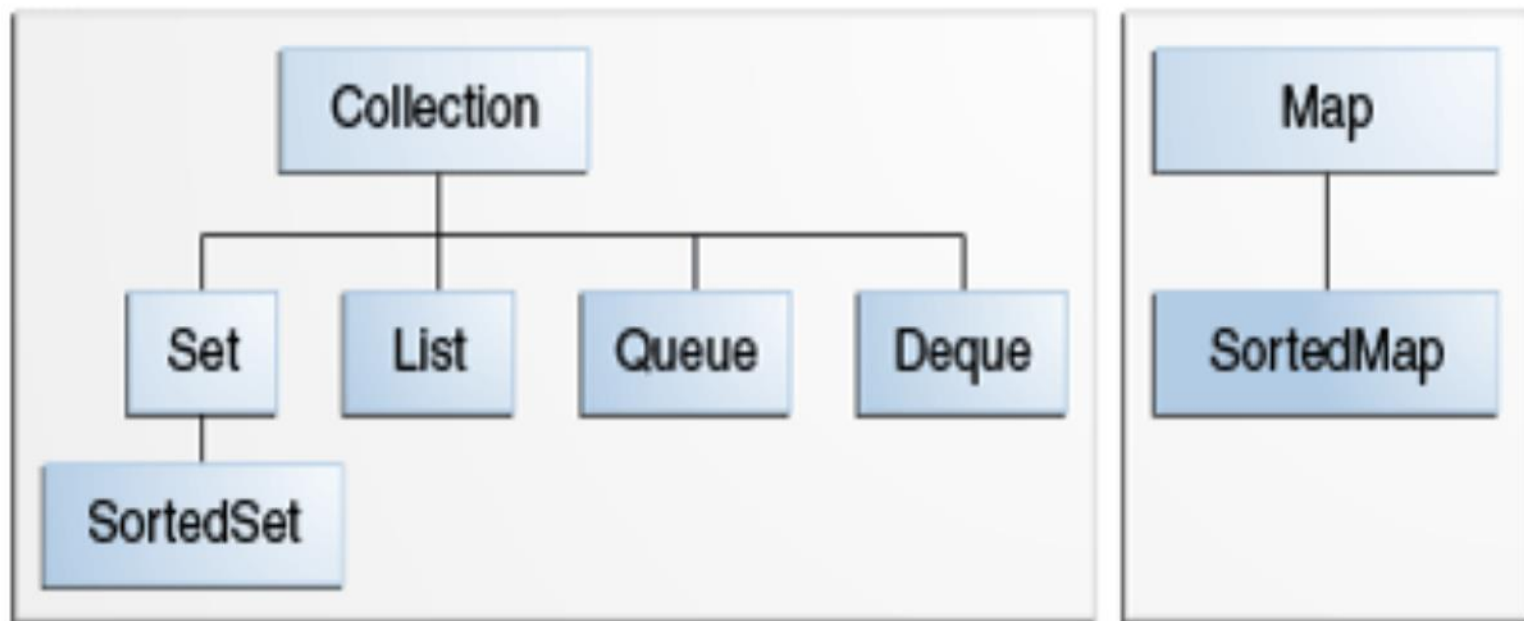 Collection
Map
Set
List
Queue
Deque
SortedMap
SortedSet